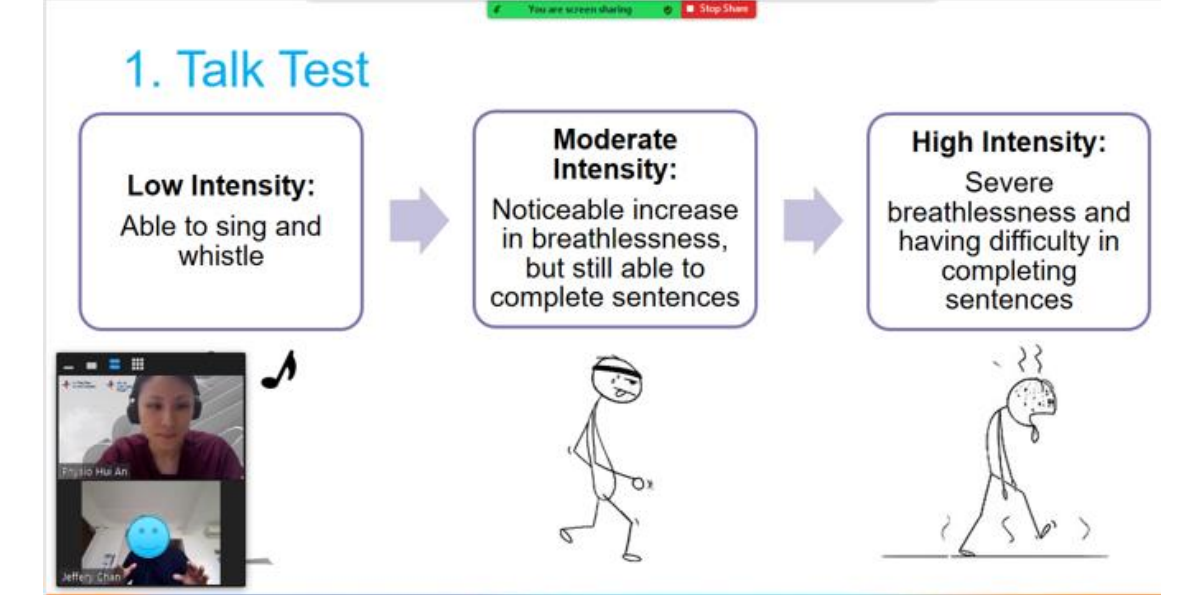 You are screen sharing
Stop Share
1. Talk Test
Low Intensity:
Able to sing and
whistle
Moderate
Intensity:
Noticeable increase
in breathlessness,
but still able to
complete sentences
High Intensity:
Severe
breathlessness and
having difficulty in
completing
sentences
Physio Hui An
Jeffery Chan